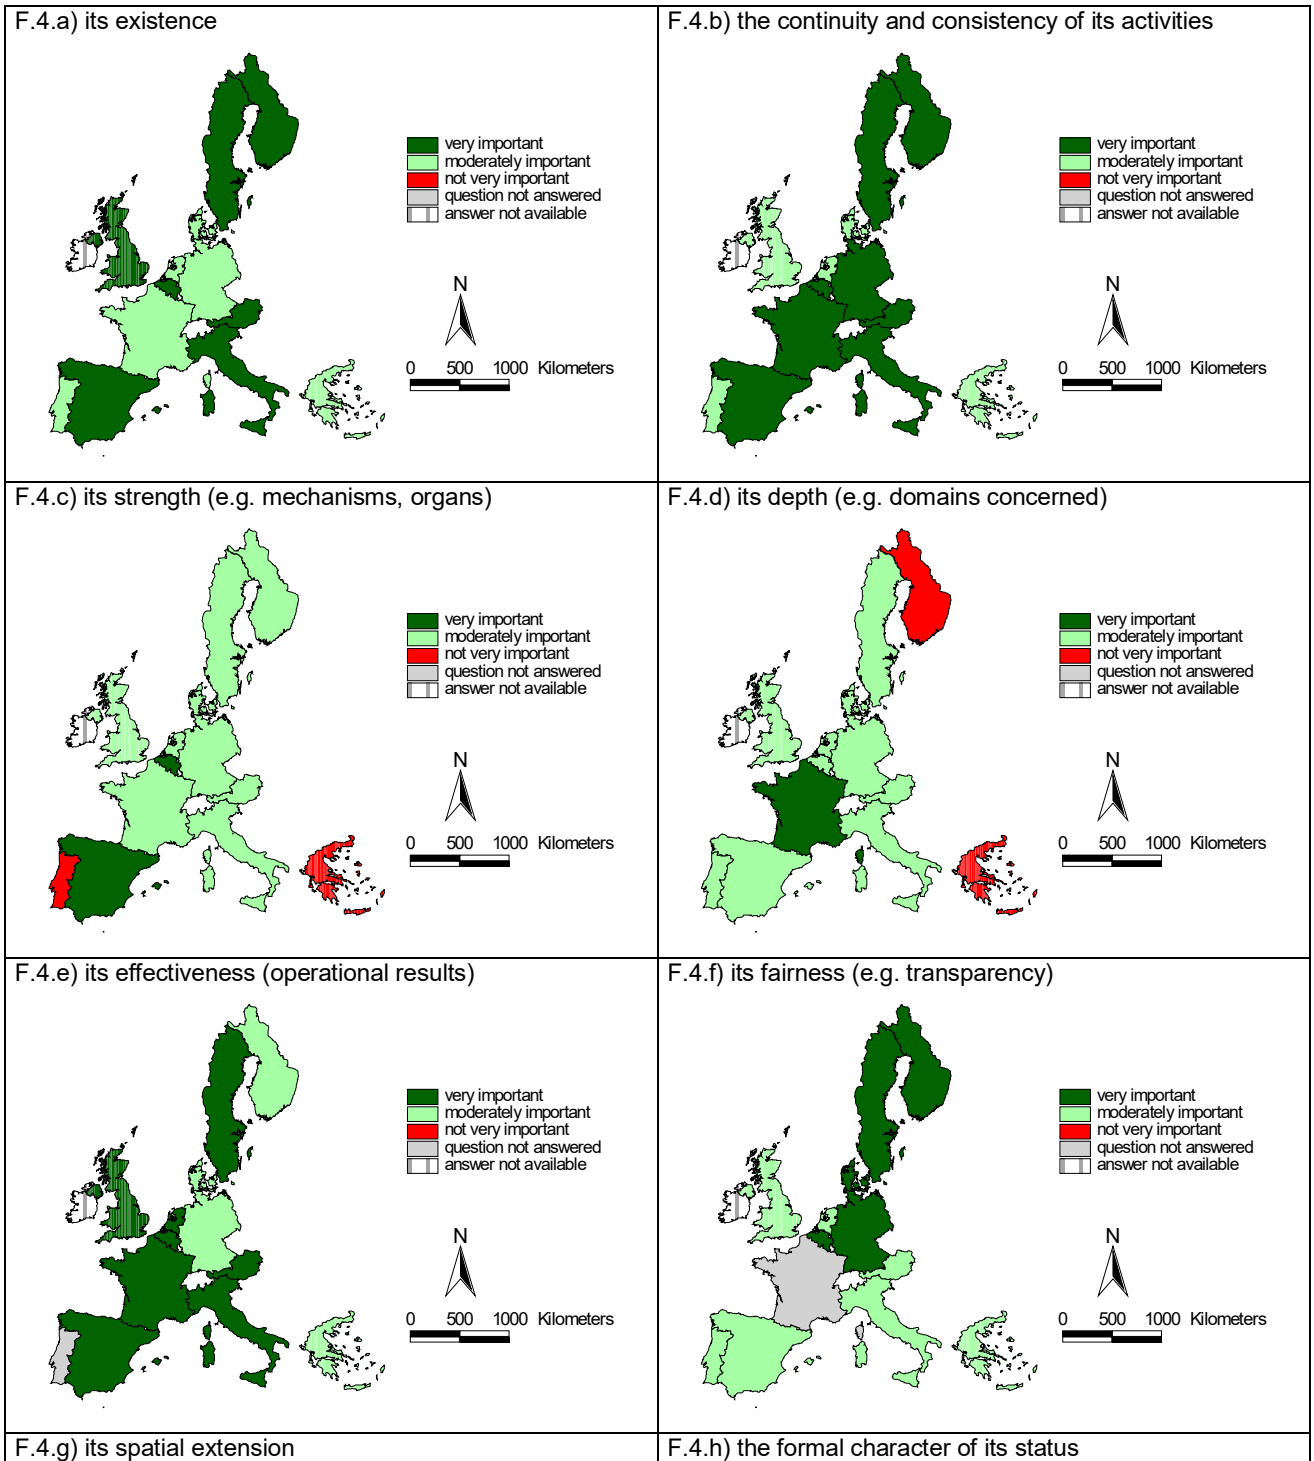 F.4.a) its existence
very important
moderately important
not very important
question not answered
answer not available
N
0 500 1000 Kilometers
F.4.b) the continuity and consistency of its activities
very important
moderately important
not very important
question not answered
answer not available
N
0 500 1000 Kilometers
F.4.c) its strength (e.g. mechanisms, organs)
very important
moderately important
not very important
question not answered
answer not available
N
0 500 1000 Kilometers
F.4.d) its depth (e.g. domains concerned)
very important
moderately important
not very important
question not answered
answer not available
N
0 500 1000 Kilometers
F.4.e) its effectiveness (operational results)
very important
moderately important
not very important
question not answered
answer not available
N
0 500 1000 Kilometers
F.4.f) its fairness (e.g. transparency)
very important
moderately important
not very important
question not answered
answer not available
N
0 500 1000 Kilometers
F.4.g) its spatial extension
F.4.h) the formal character of its status